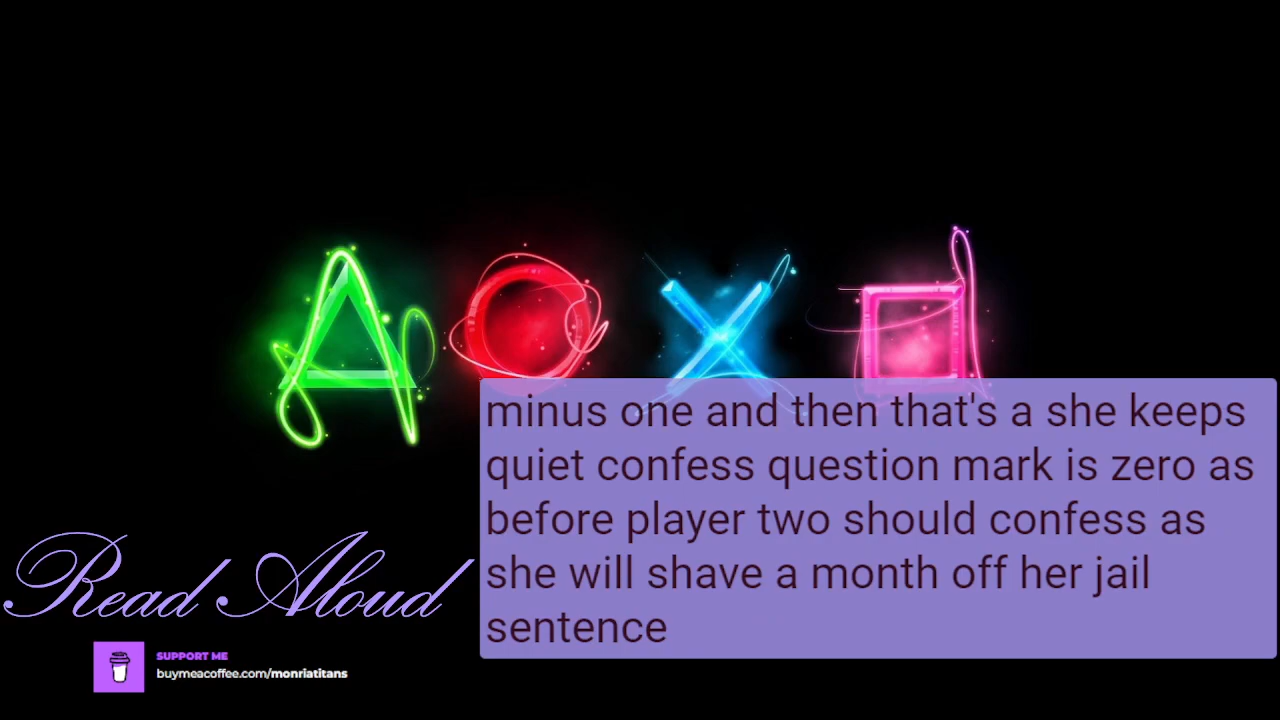 minus one and then that's a she keeps
quiet confess question mark is zero as
before player two should confess as
she will shave a month off her jail
sentence
Read Aloud
SUPPORT ME
buymeacoffee.com/monriatitans